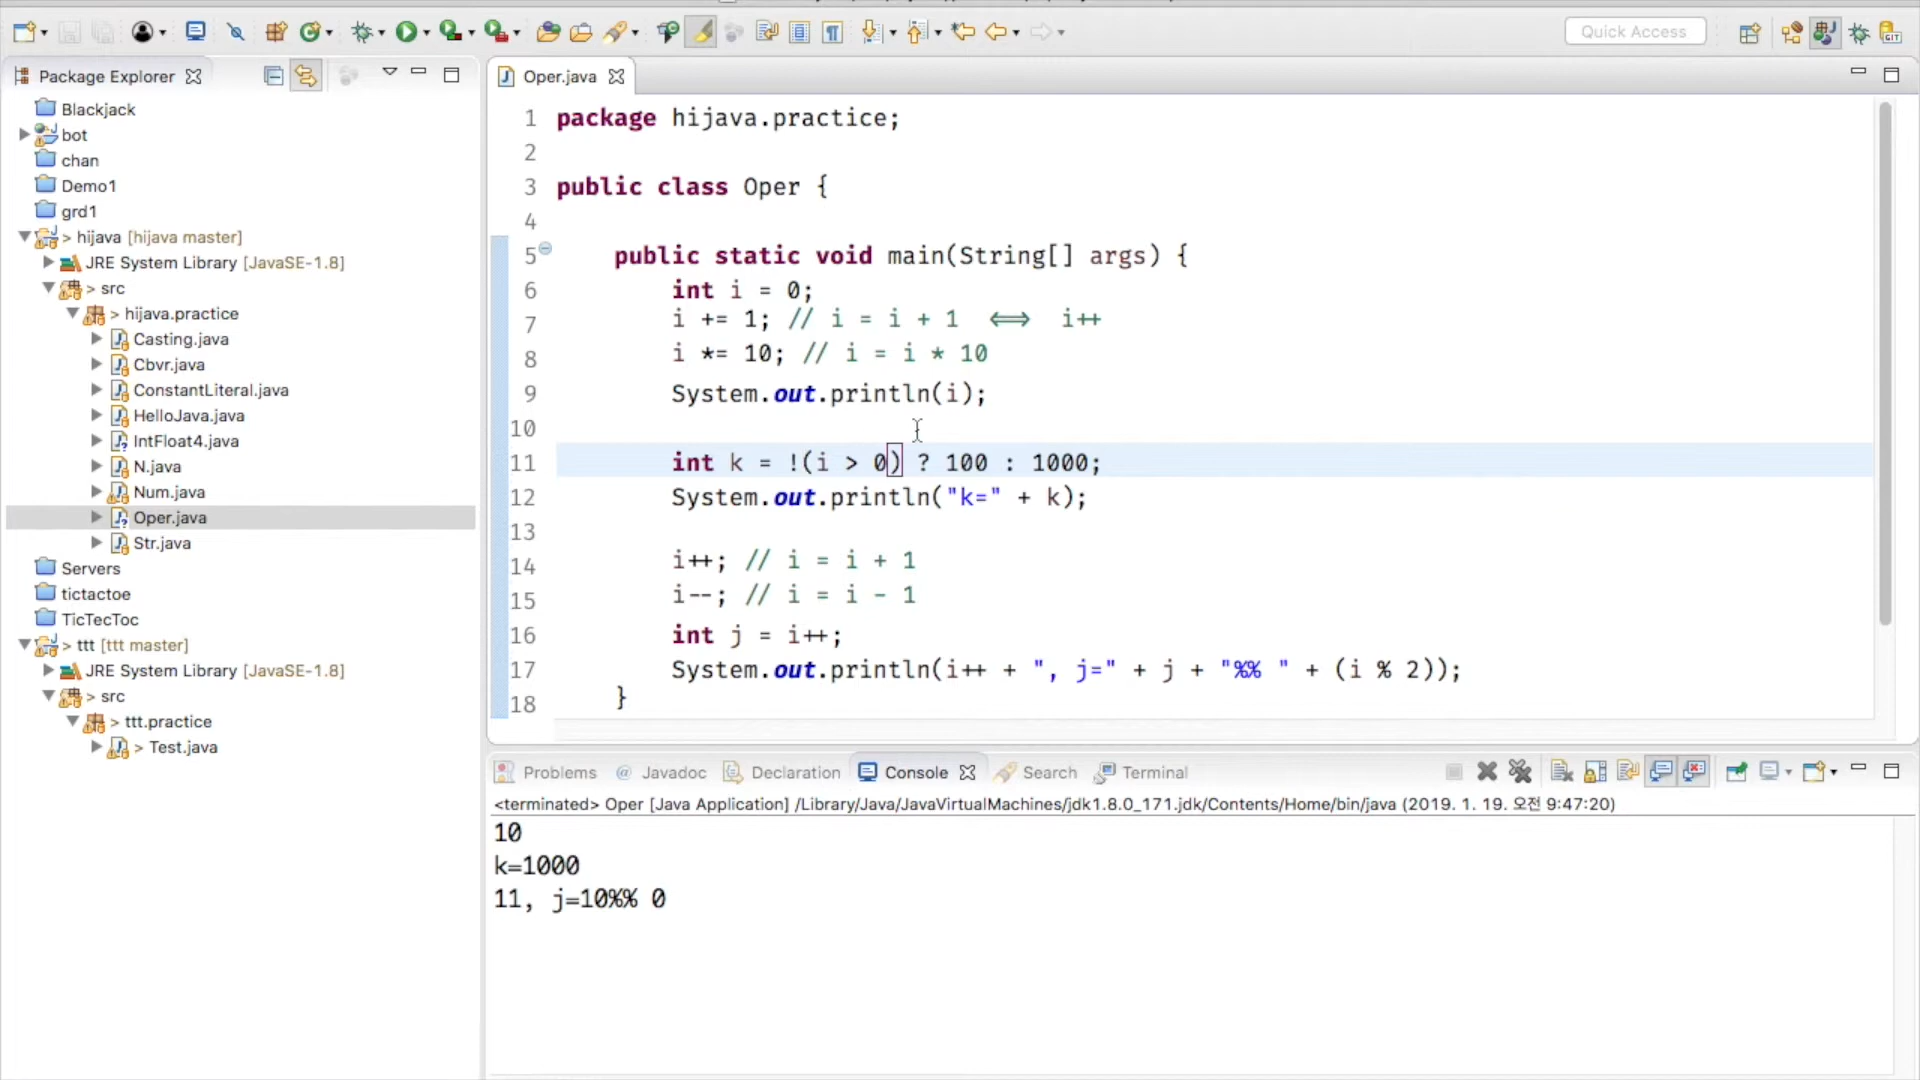 Quick Access
Package Explorer
Blackjack
bot
chan
Demo1
grd1
> hijava [hijava master]
JRE System Library [JavaSE-1.8]
> src
> hijava.practice
Casting.java
Cbvr.java
ConstantLiteral.java
HelloJava.java
IntFloat4.java
N.java
Num.java
Oper.java
Str.java
Servers
tictactoe
TicTecToc
> ttt [ttt master]
JRE System Library [JavaSE-1.8]
> src
> ttt.practice
> Test.java
Oper.java
1 package hijava.practice;
2
3 public class Oper {
4
5 public static void main(String[] args) {
6 int i = 0;
7 i += 1; // i = i + 1 <=> i++
8 i *= 10; // i = i * 10
9 System.out.println(i);
10
11 int k = !(i > 0) ? 100 : 1000;
12 System.out.println("k=" + k);
13
14 i++; // i = i + 1
15 i--; // i = i - 1
16 int j = i++;
17 System.out.println(i++ + ", j=" + j + "%% " + (i % 2));
18 }
Problems @ Javadoc Declaration Console Search Terminal
<terminated> Oper [Java Application] /Library/Java/JavaVirtualMachines/jdk1.8.0_171.jdk/Contents/Home/bin/java (2019. 1. 19. 오전 9:47:20)
10
k=1000
11, j=10%% 0